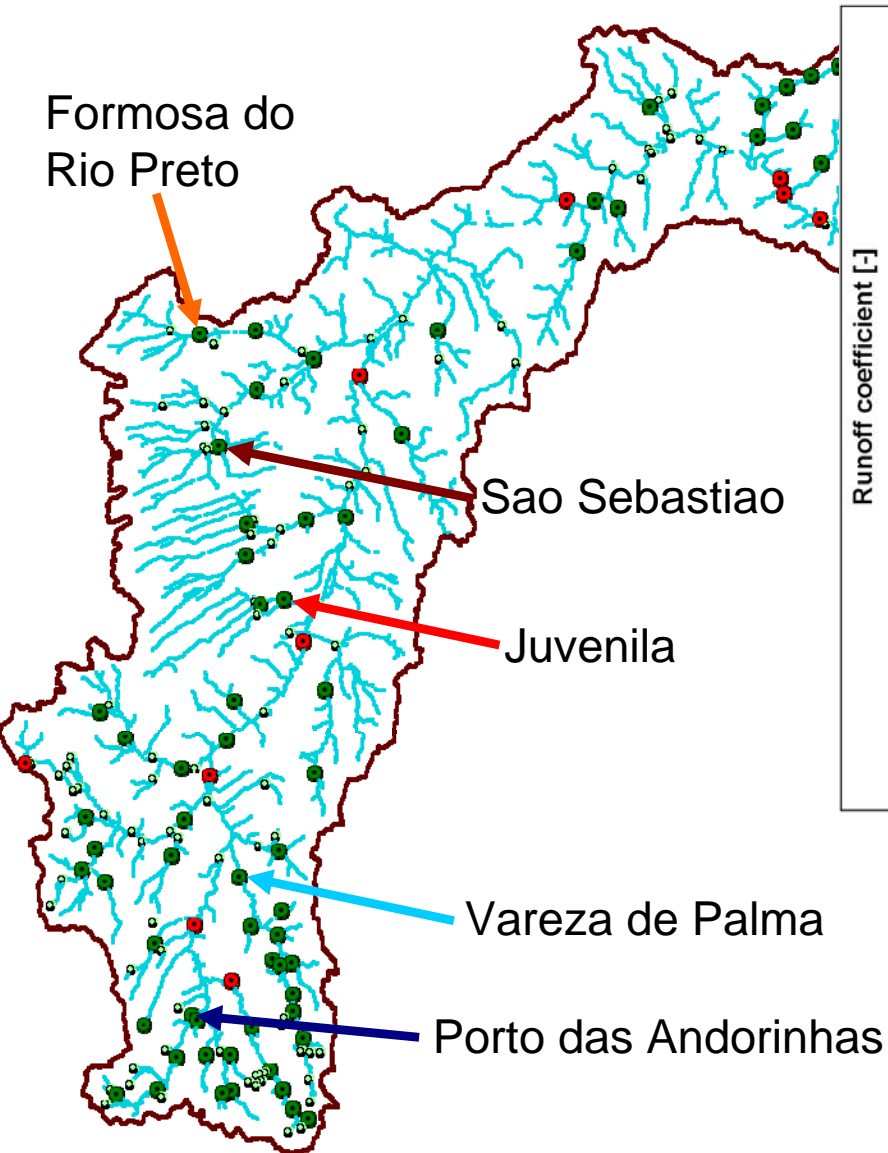 Formosa do
Rio Preto
Runoff coefficient [-]
Sao Sebastiao
Juvenila
Vareza de Palma
Porto das Andorinhas